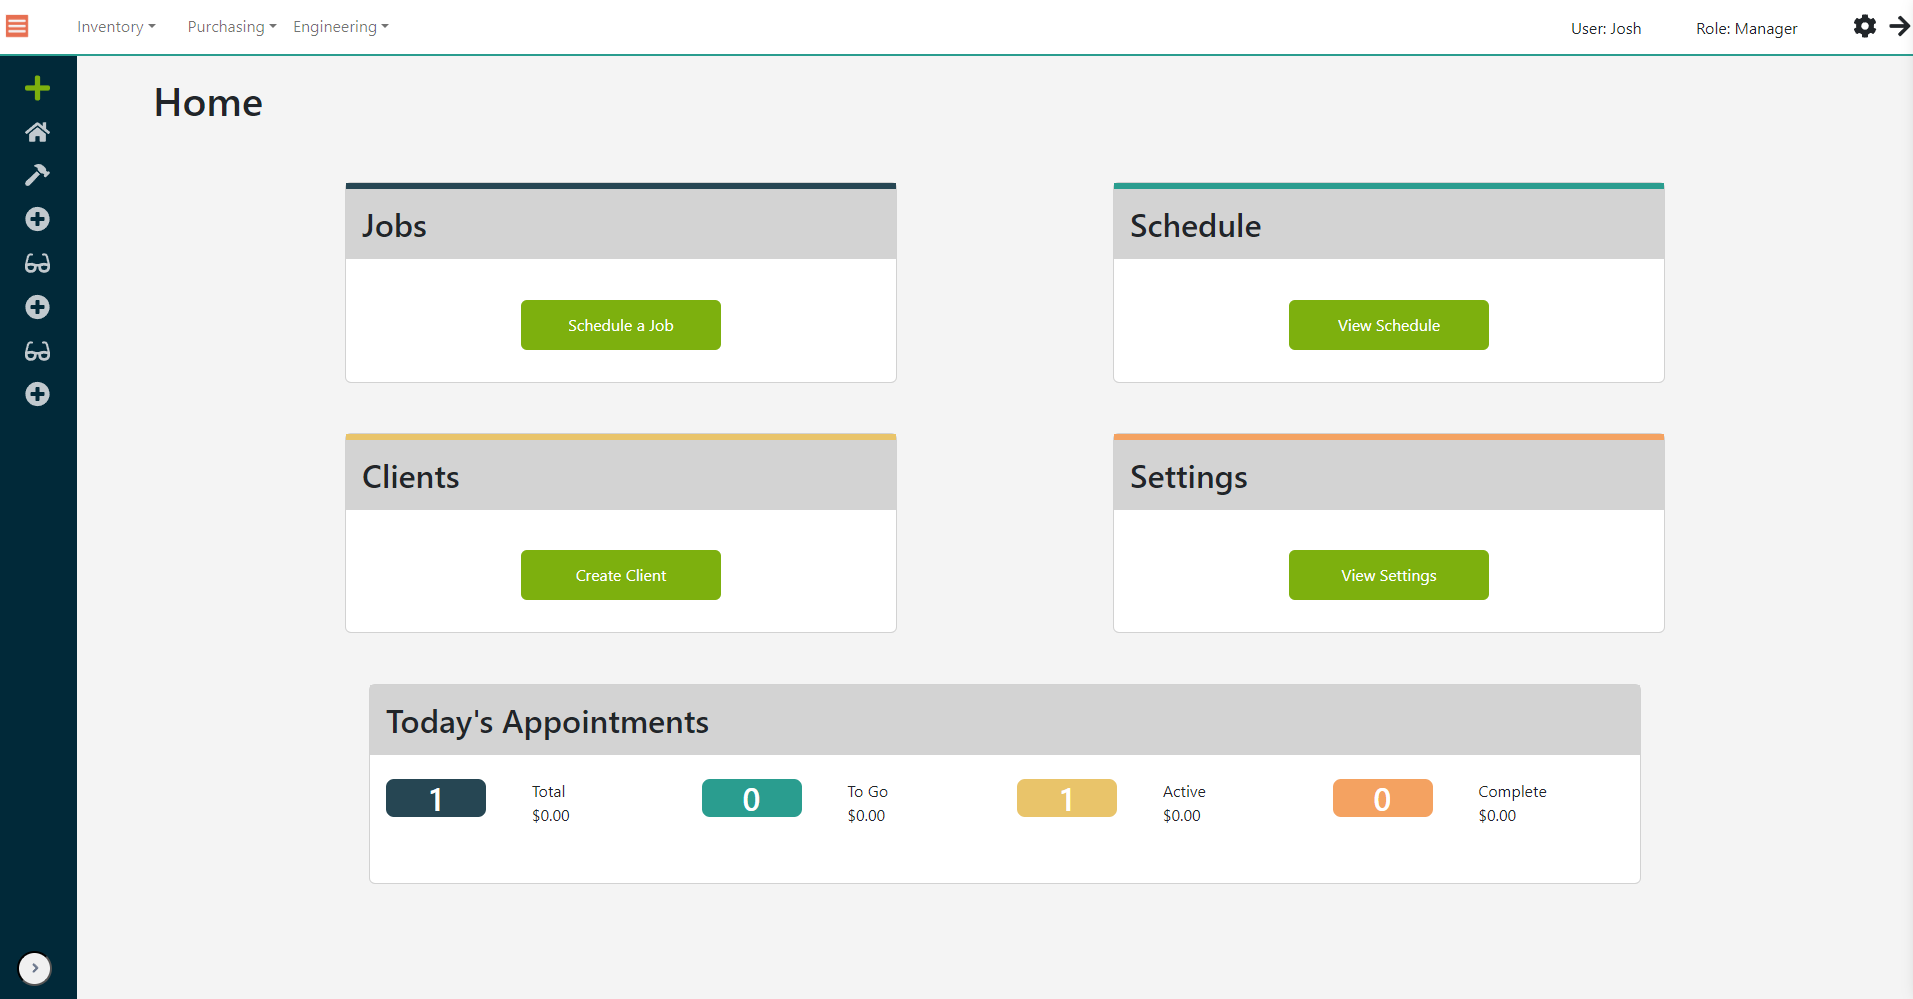 Inventory Purchasing Engineering User: Josh Role: Manager
Home
Jobs
Schedule a Job
Schedule
View Schedule
Clients
Create Client
Settings
View Settings
Today's Appointments
1 Total
$0.00
0 To Go
$0.00
1 Active
$0.00
0 Complete
$0.00